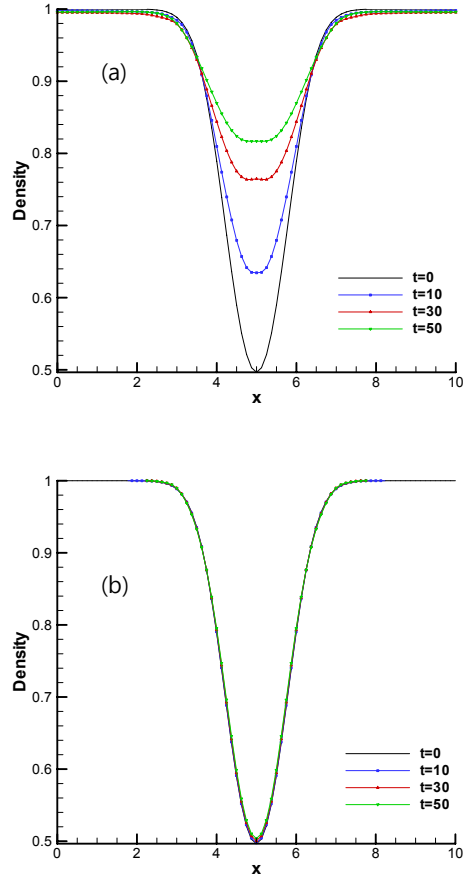 1
(a)
0.9
0.8
Density
0.7
t=0
t=10
0.6
t=30
t=50
0.5
0 2 4 6 8 10
x
1
(b)
0.9
0.8
Density
0.7
t=0
t=10
0.6
t=30
t=50
0.5
0 2 4 6 8 10
x